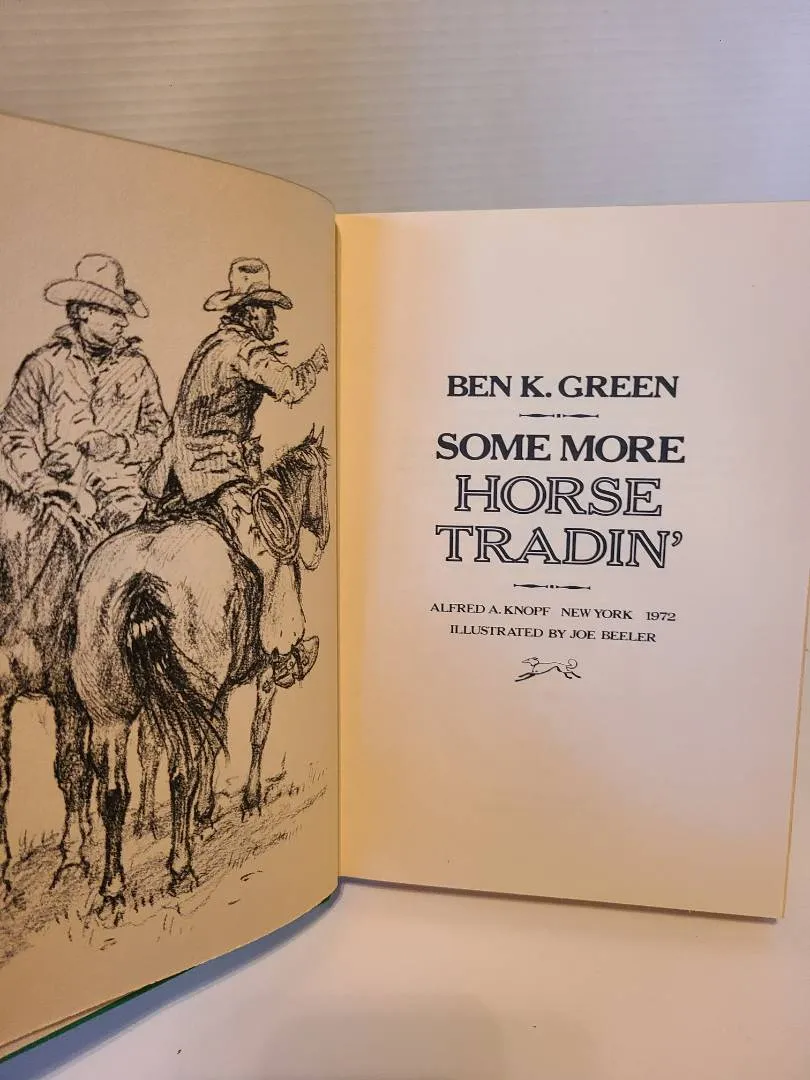 BEN K. GREEN
SOME MORE
HORSE
TRADIN'
ALFRED A. KNOPF NEW YORK 1972
ILLUSTRATED BY JOE BEELER